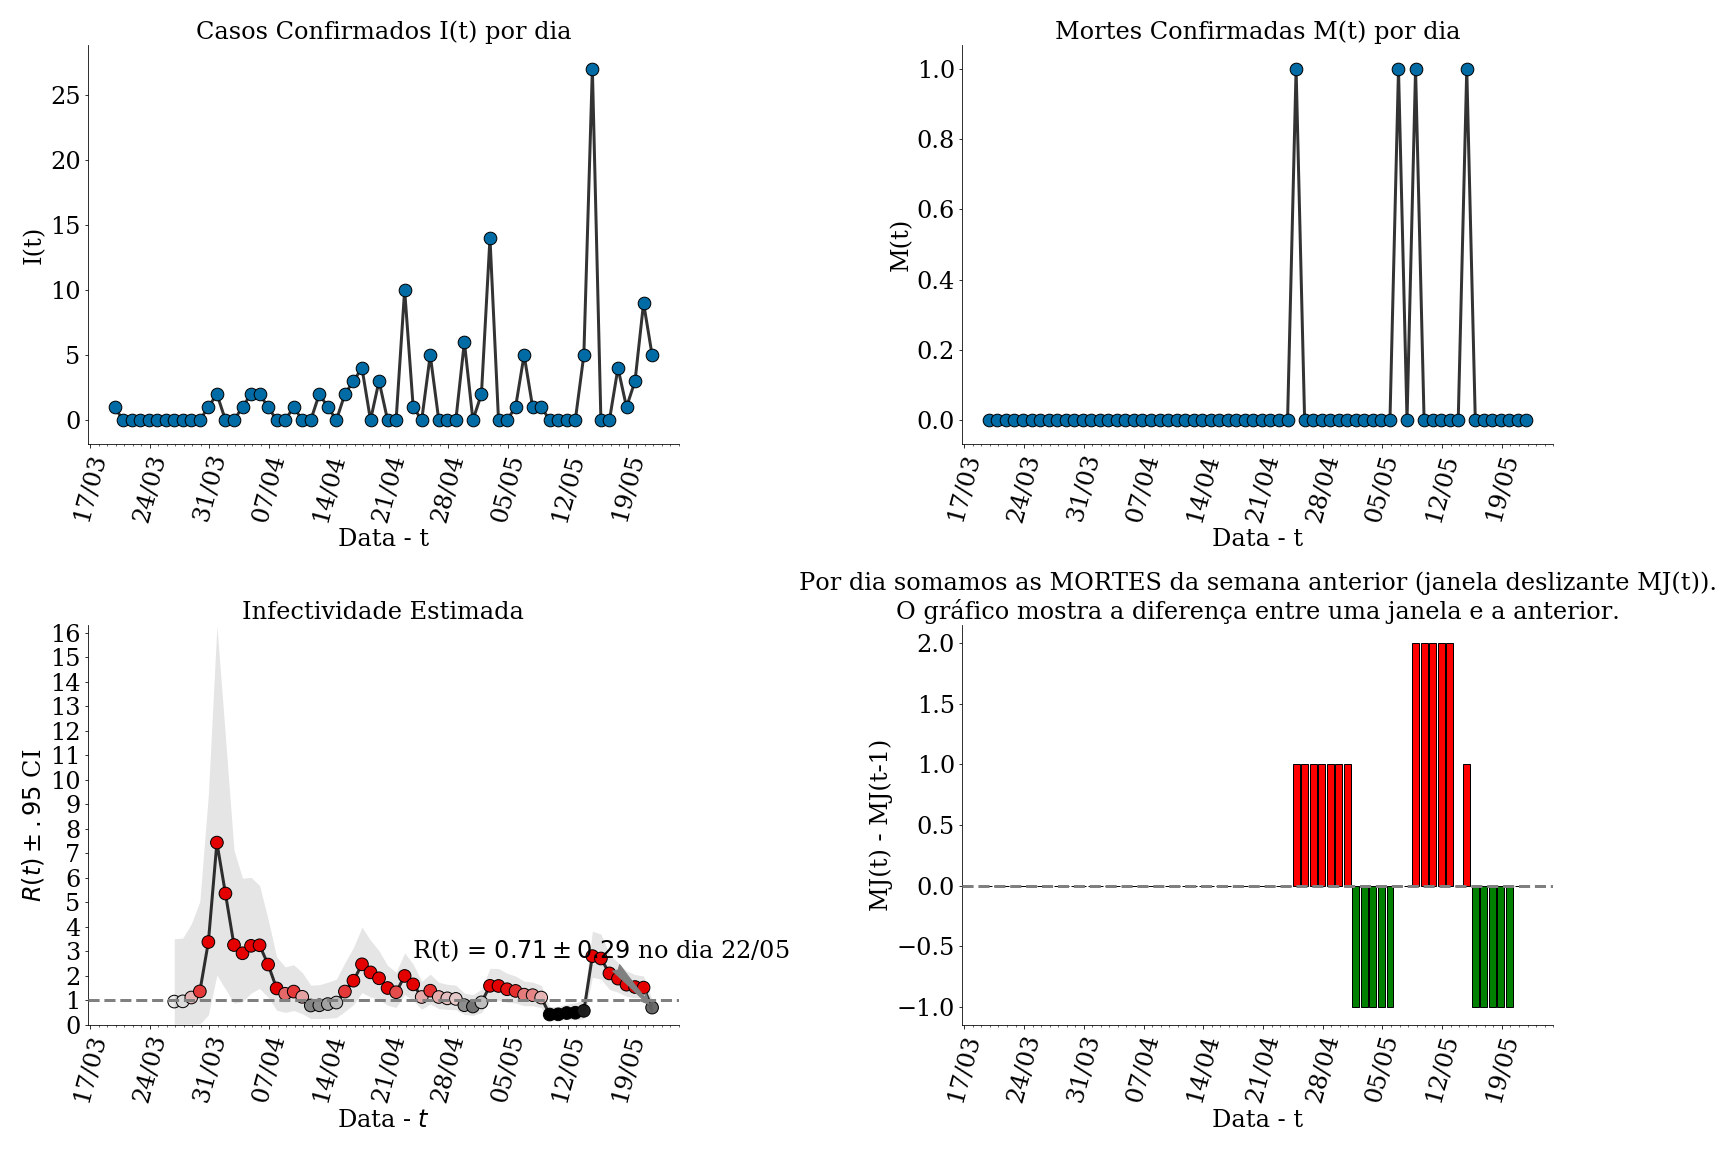 Casos Confirmados I(t) por dia
I(t)
25
20
15
10
5
0
17/03 24/03 31/03 07/04 14/04 21/04 28/04 05/05 12/05 19/05
Data - t
Mortes Confirmadas M(t) por dia
M(t)
1.0
0.8
0.6
0.4
0.2
0.0
17/03 24/03 31/03 07/04 14/04 21/04 28/04 05/05 12/05 19/05
Data - t
Infectividade Estimada
R(t) ± .95 CI
16
15
14
13
12
11
10
9
8
7
6
5
4
3
2
1
0
R(t) = 0.71 ± 0.29 no dia 22/05
17/03 24/03 31/03 07/04 14/04 21/04 28/04 05/05 12/05 19/05
Data - t
Por dia somamos as MORTES da semana anterior (janela deslizante MJ(t)).
O gráfico mostra a diferença entre uma janela e a anterior.
MJ(t) - MJ(t-1)
2.0
1.5
1.0
0.5
0.0
−0.5
−1.0
17/03 24/03 31/03 07/04 14/04 21/04 28/04 05/05 12/05 19/05
Data - t